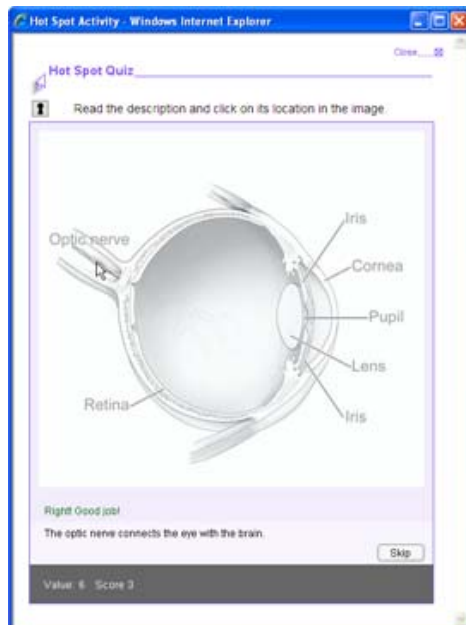 Hot Spot Activity - Windows Internet Explorer
Close
Hot Spot Quiz
Read the description and click on its location in the image
Iris
Optic nerve
Cornea
Pupil
Lens
Retina
Iris
Right! Good job!
The optic nerve connects the eye with the brain.
Skip
Value: 6 Score 3